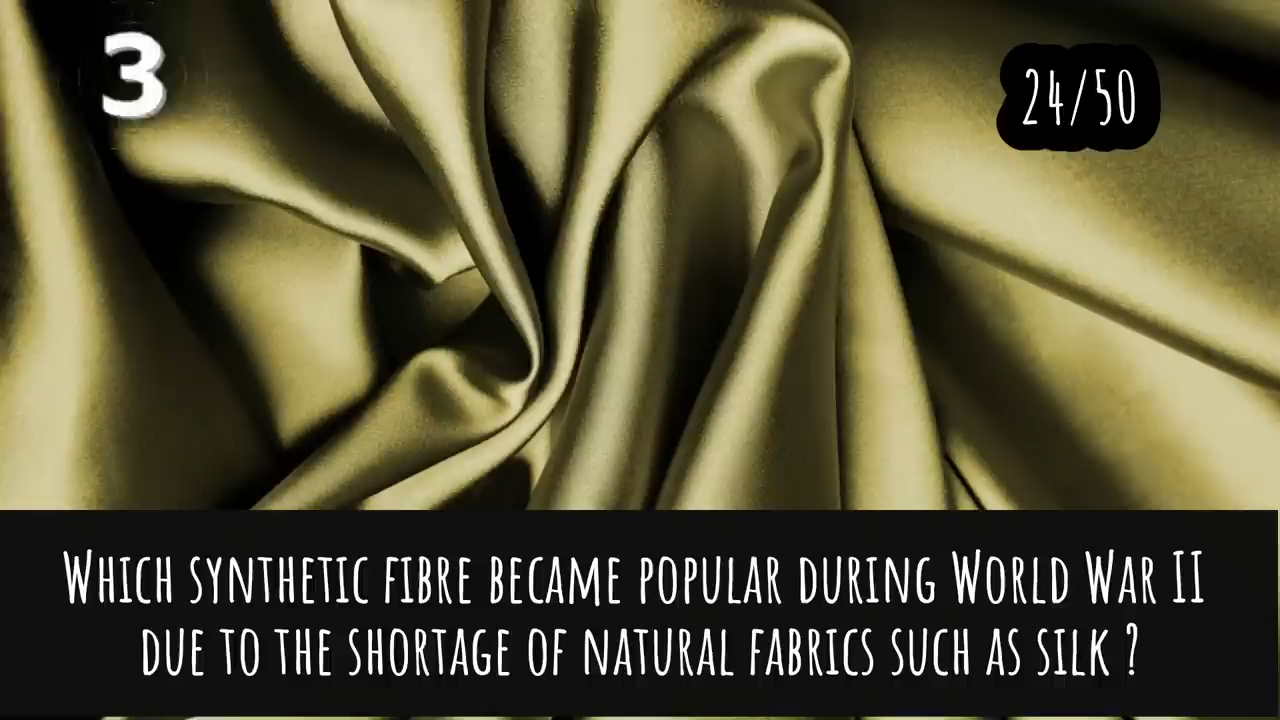 3
24/50
Which synthetic fibre became popular during World War II
due to the shortage of natural fabrics such as silk ?